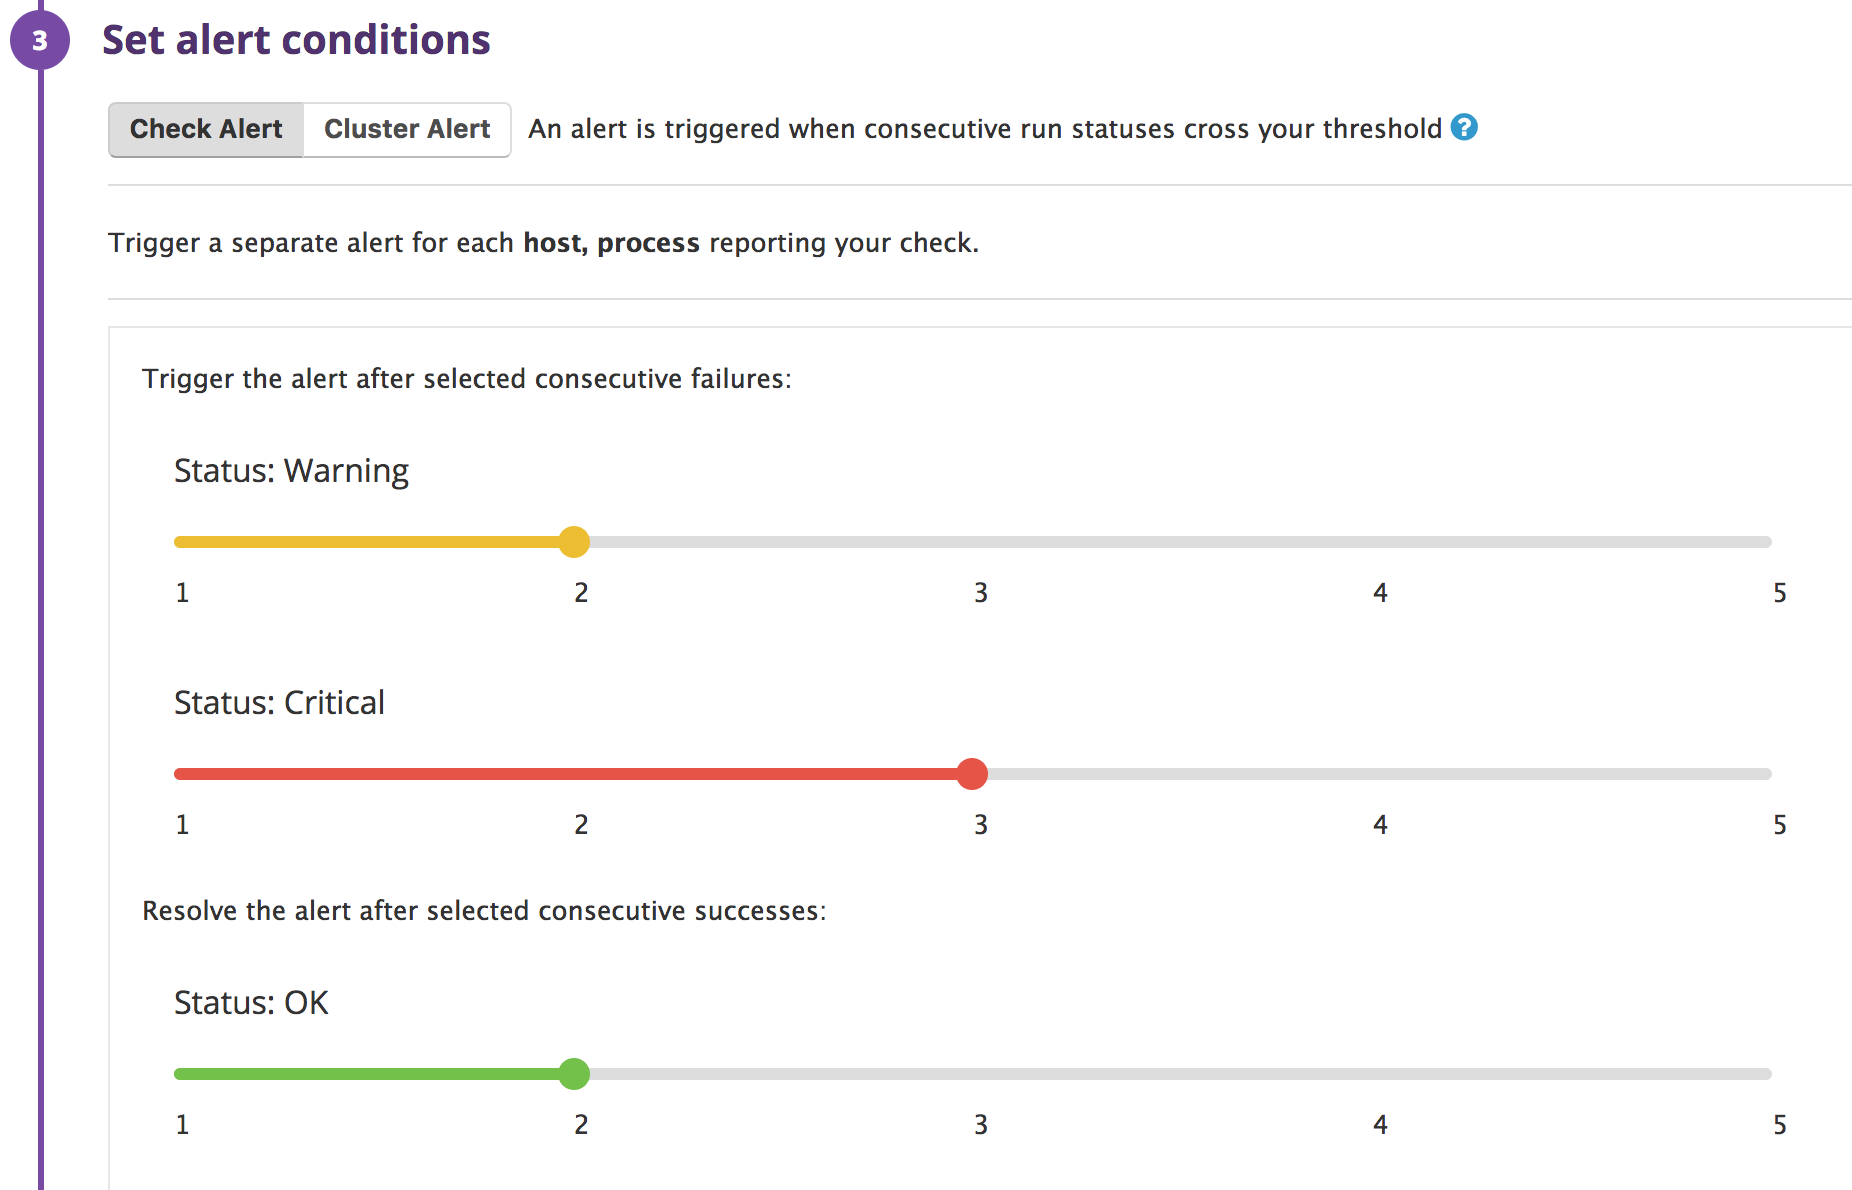 3 Set alert conditions
Check Alert Cluster Alert An alert is triggered when consecutive run statuses cross your threshold ?
Trigger a separate alert for each host, process reporting your check.
Trigger the alert after selected consecutive failures:
Status: Warning
1 2 3 4 5
Status: Critical
1 2 3 4 5
Resolve the alert after selected consecutive successes:
Status: OK
1 2 3 4 5